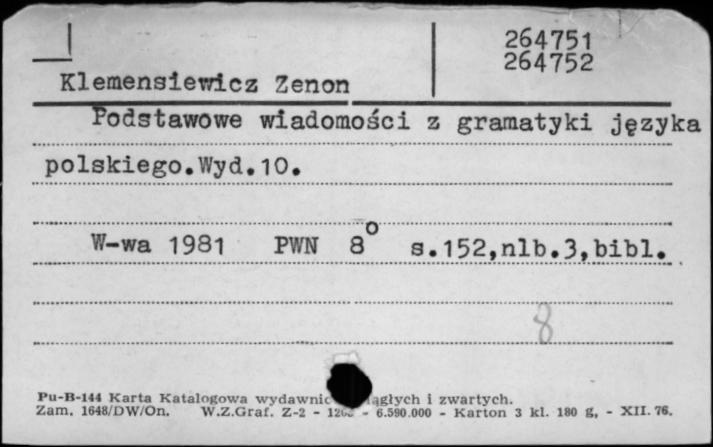 264751
264752
Klemensiewicz Zenon
Podstawowe wiadomości z gramatyki języka
polskiego.Wyd.10.
W-wa 1981 PWN 8° s.152,nlb.3,bibl.
8
Pu-B-144 Karta Katalogowa wydawnic ągłych i zwartych.
Zam. 1648/DW/On. W.Z.Graf. Z-2 - - 6.590.000 - Karton 3 kl. 180 g, - XII. 76.